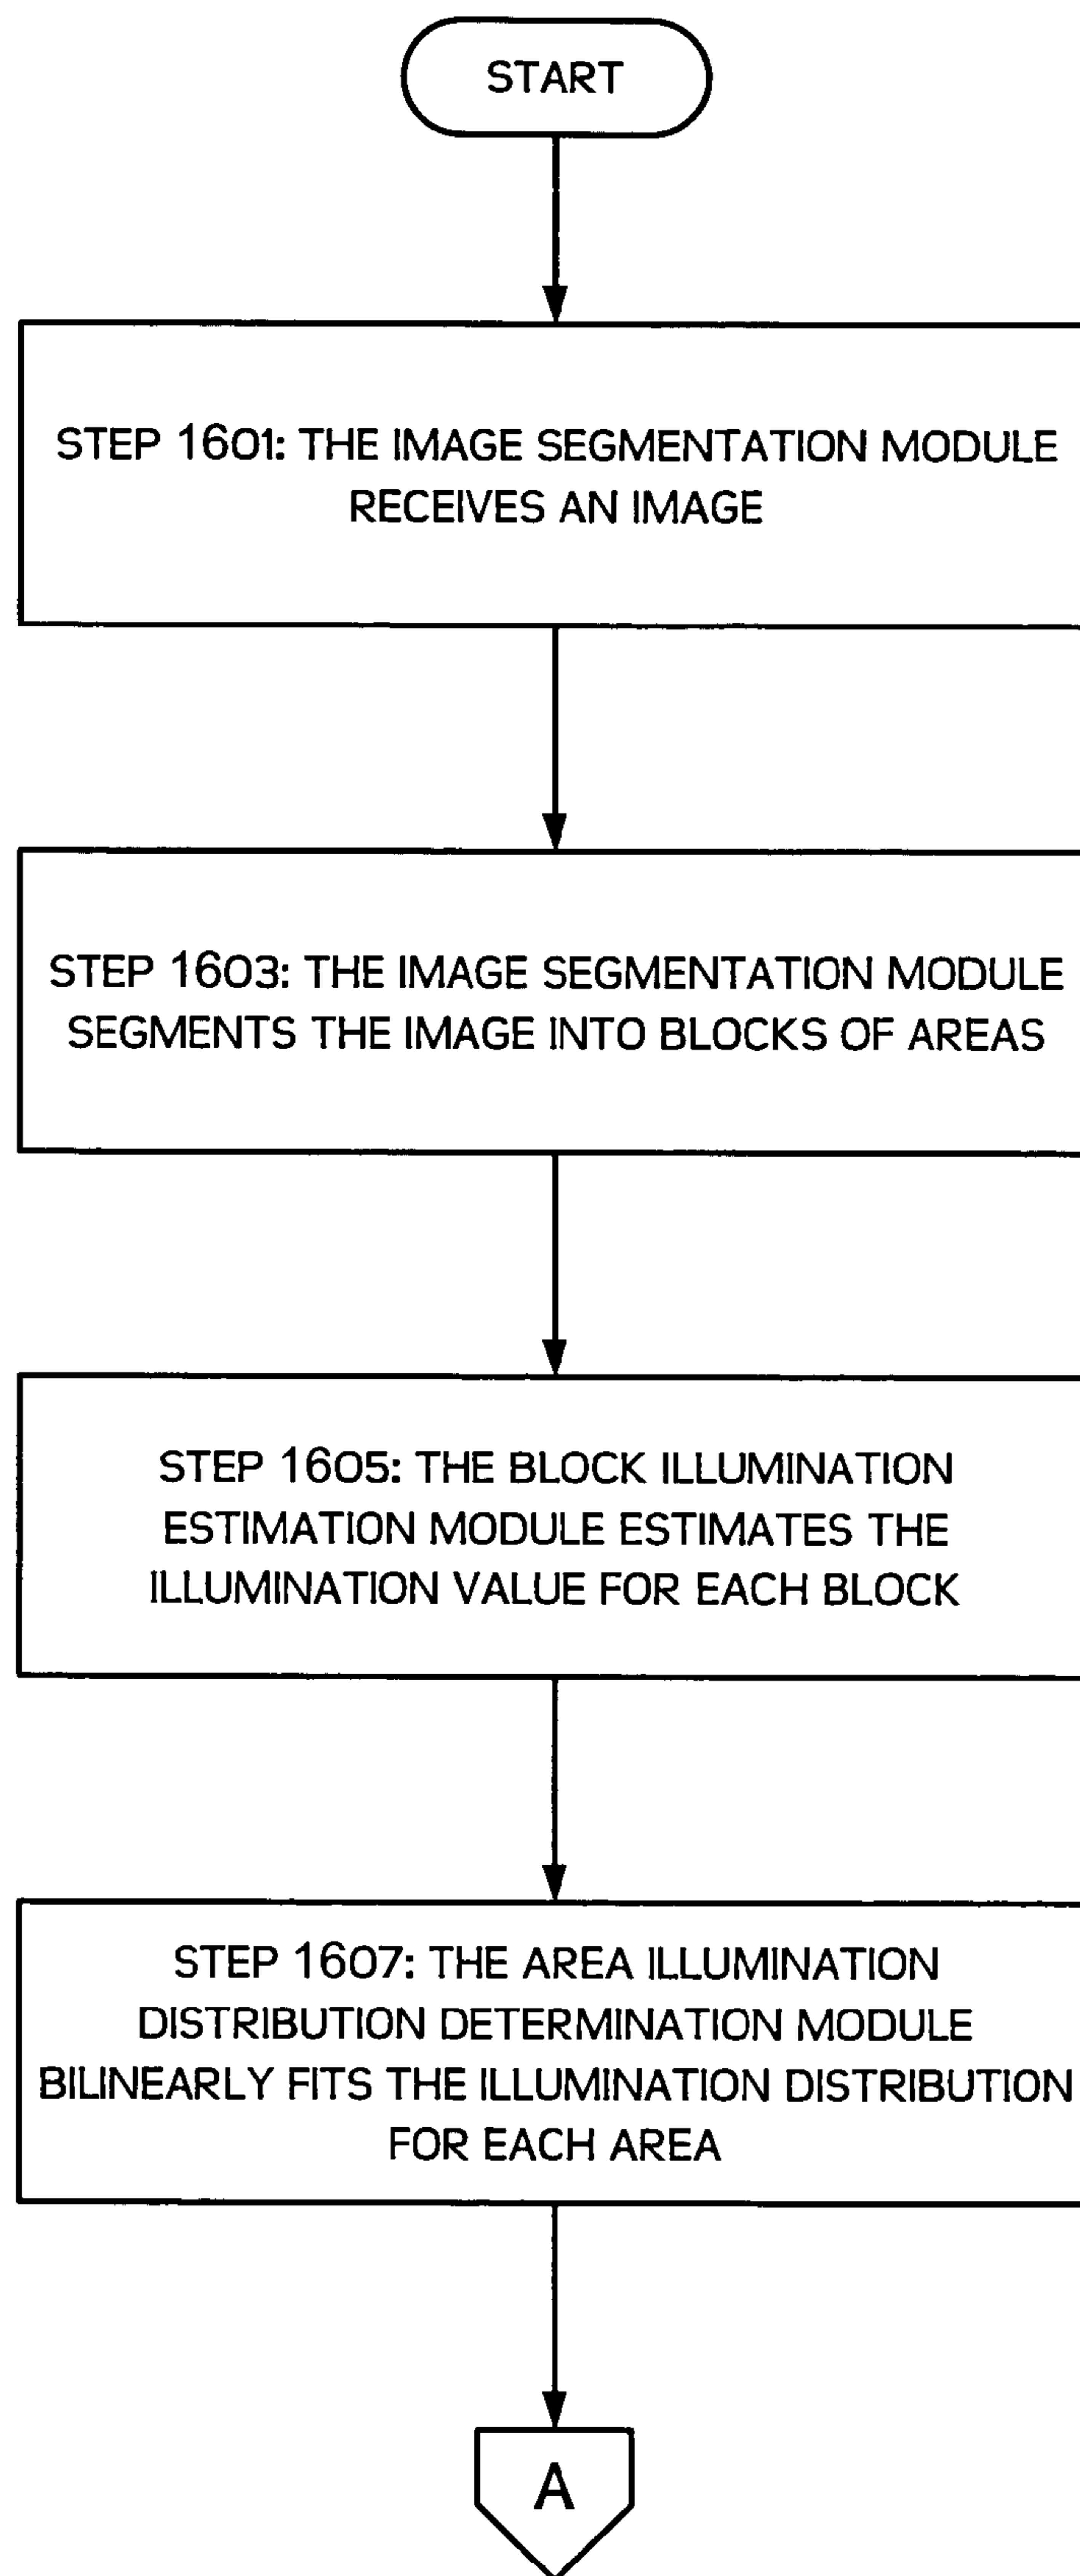 START
STEP 1601: THE IMAGE SEGMENTATION MODULE
RECEIVES AN IMAGE
STEP 1603: THE IMAGE SEGMENTATION MODULE
SEGMENTS THE IMAGE INTO BLOCKS OF AREAS
STEP 1605: THE BLOCK ILLUMINATION
ESTIMATION MODULE ESTIMATES THE
ILLUMINATION VALUE FOR EACH BLOCK
STEP 1607: THE AREA ILLUMINATION
DISTRIBUTION DETERMINATION MODULE
BILINEARLY FITS THE ILLUMINATION DISTRIBUTION
FOR EACH AREA
A